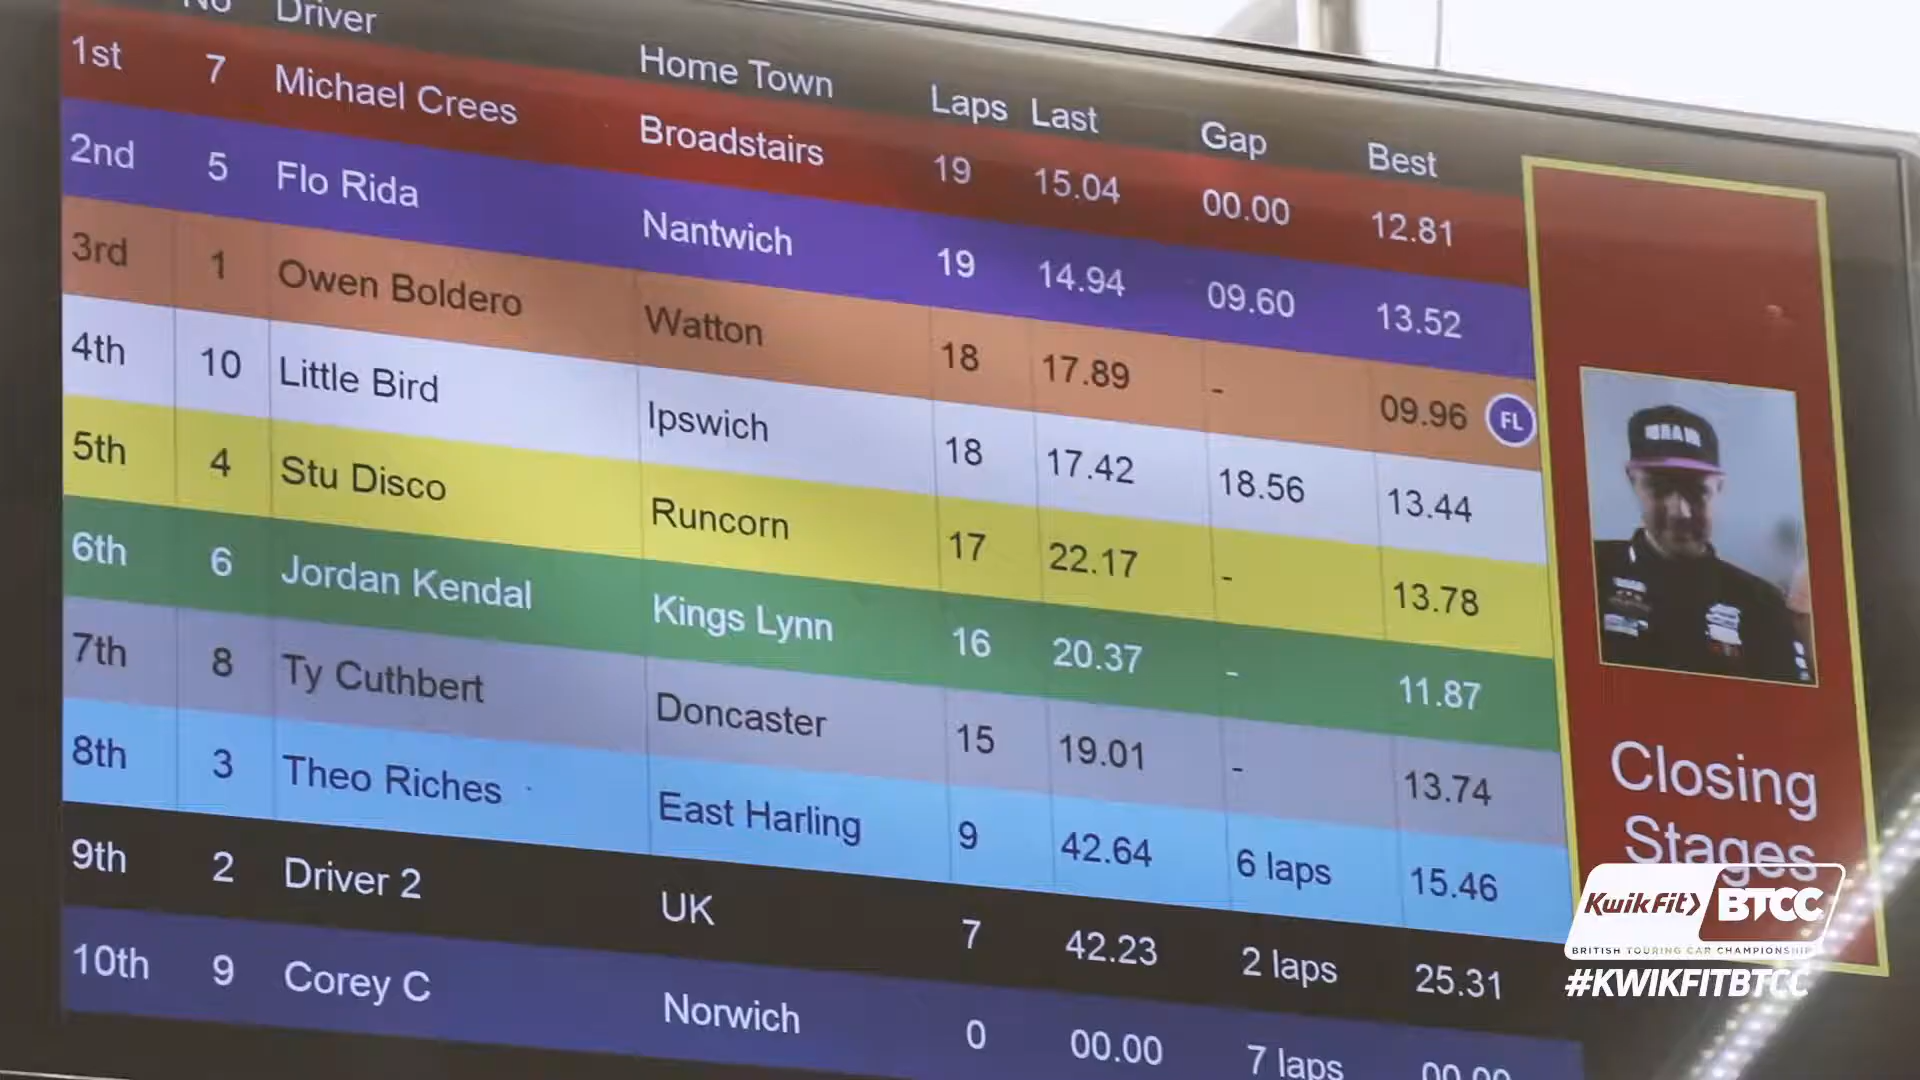 No Driver Home Town Laps Last Gap Best
1st 7 Michael Crees Broadstairs 19 15.04 00.00 12.81
2nd 5 Flo Rida Nantwich 19 14.94 09.60 13.52
3rd 1 Owen Boldero Watton 18 17.89 - 09.96 FL
4th 10 Little Bird Ipswich 18 17.42 18.56 13.44
5th 4 Stu Disco Runcorn 17 22.17 - 13.78
6th 6 Jordan Kendal Kings Lynn 16 20.37 - 11.87
7th 8 Ty Cuthbert Doncaster 15 19.01 - 13.74
8th 3 Theo Riches East Harling 9 42.64 6 laps 15.46
9th 2 Driver 2 UK 7 42.23 2 laps 25.31
10th 9 Corey C Norwich 0 00.00 7 laps 00.00
Closing
Stages
KwikFit BTCC
BRITISH TOURING CAR CHAMPIONSHIP
#KWIKFITBTCC